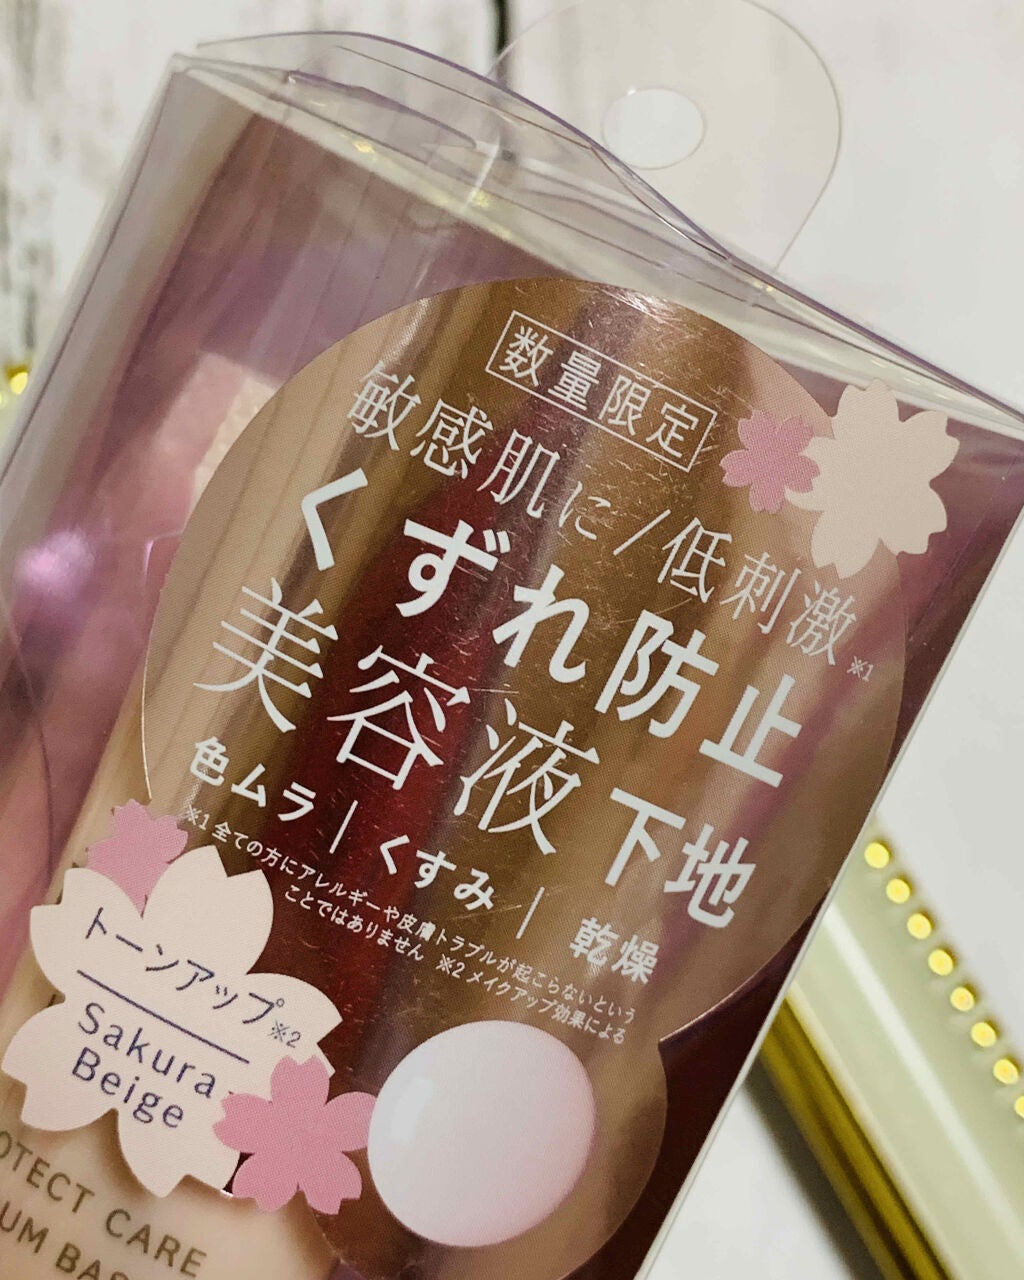 数量限定
敏感肌に/低刺激※1
くずれ防止
美容液下地
色ムラ|くすみ|乾燥
※1 全ての方にアレルギーや皮膚トラブルが起こらないという
ことではありません ※2 メイクアップ効果による
トーンアップ※2
Sakura
Beige
OTECT CARE
UM BAS